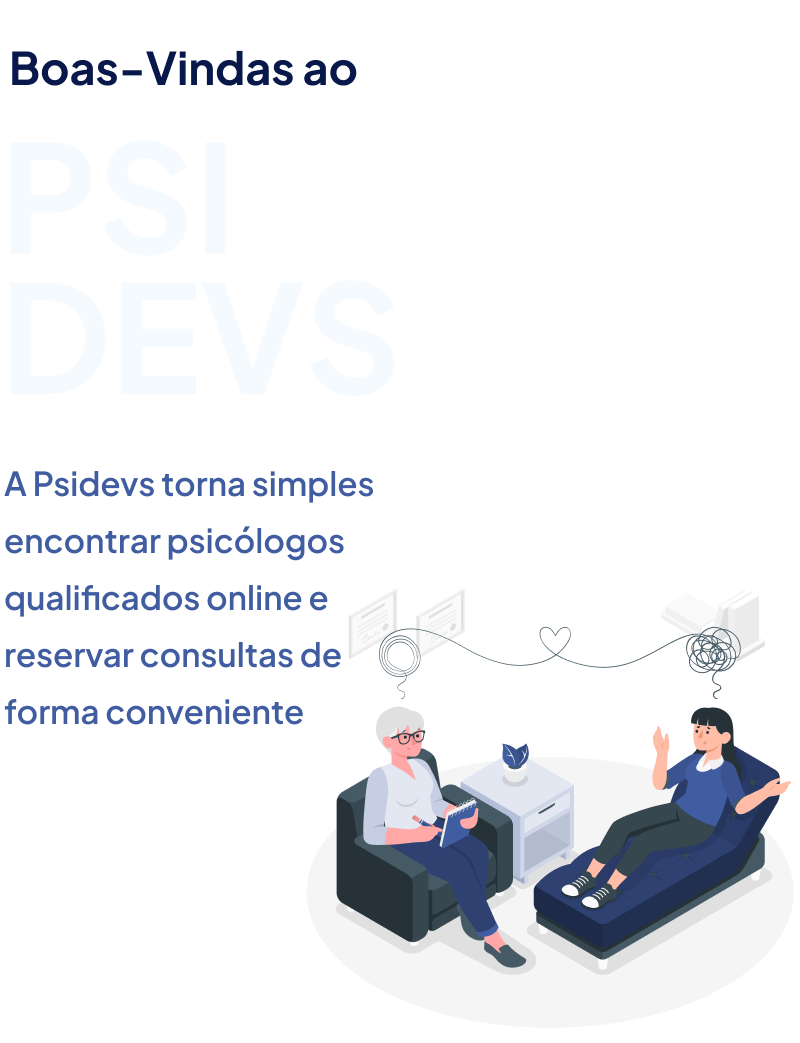 Boas-Vindas ao
PSI
DEVS
A Psidevs torna simples
encontrar psicólogos
qualificados online e
reservar consultas de
forma conveniente